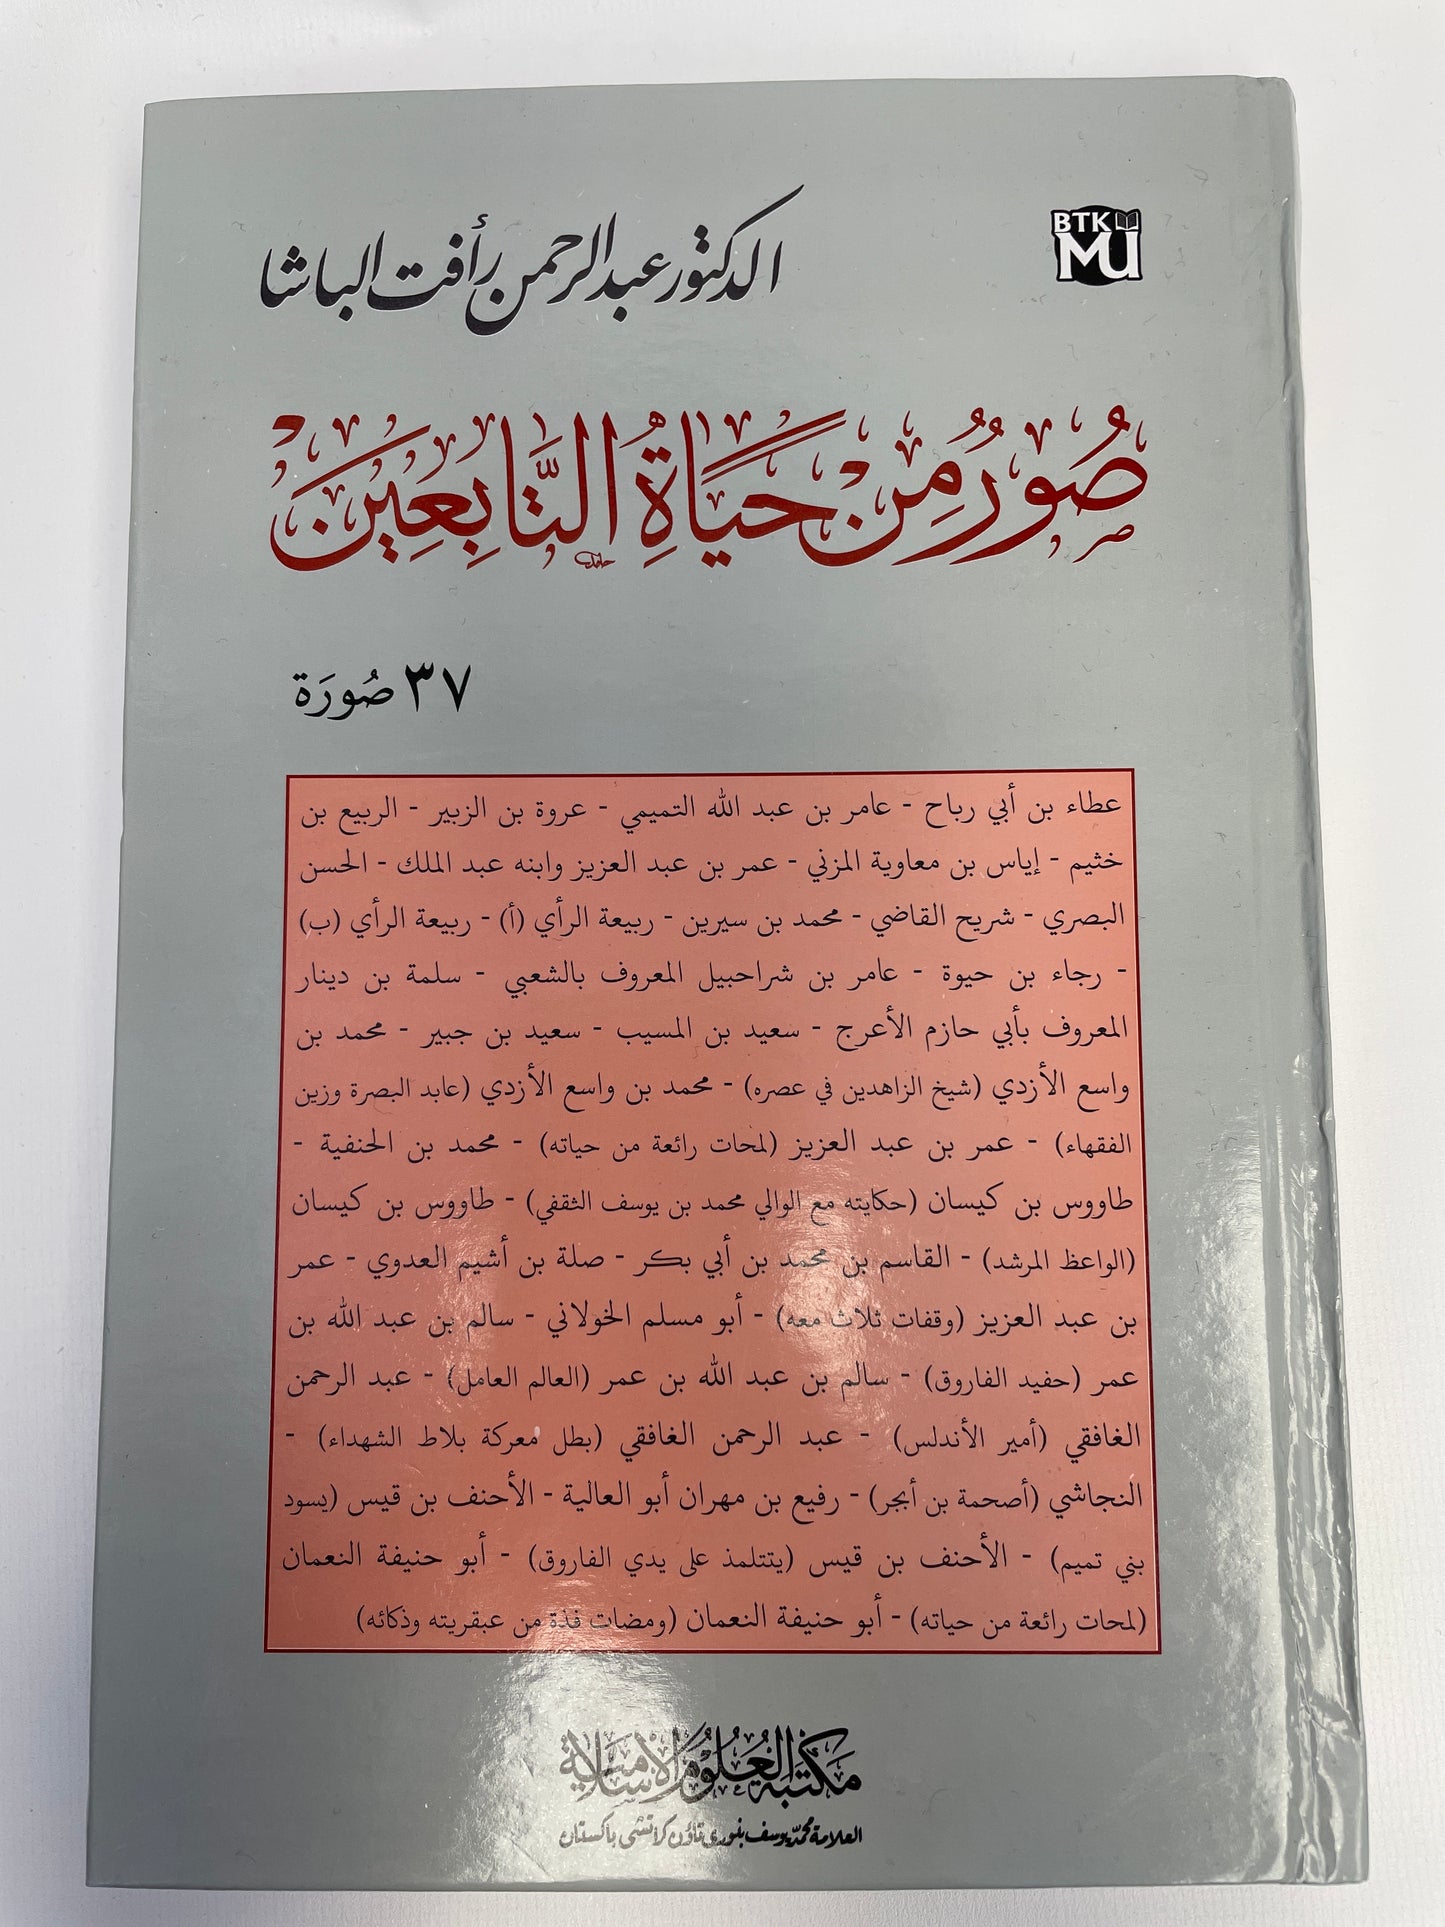 BTK
MU
الدكتور عبد الرحمن رأفت الباشا
صُوَرٌ مِنْ حَيَاةِ التَّابِعِينَ
٣٧ صُورَة
عطاء بن أبي رباح - عامر بن عبد الله التميمي - عروة بن الزبير - الربيع بن
خثيم - إياس بن معاوية المزني - عمر بن عبد العزيز وابنه عبد الملك - الحسن
البصري - شريح القاضي - محمد بن سيرين - ربيعة الرأي (أ) - ربيعة الرأي (ب)
- رجاء بن حيوة - عامر بن شراحبيل المعروف بالشعبي - سلمة بن دينار
المعروف بأبي حازم الأعرج - سعيد بن المسيب - سعيد بن جبير - محمد بن
واسع الأزدي (شيخ الزاهدين في عصره) - محمد بن واسع الأزدي (عابد البصرة وزين
الفقهاء) - عمر بن عبد العزيز (لمحات رائعة من حياته) - محمد بن الحنفية -
طاووس بن كيسان (حكايته مع الوالي محمد بن يوسف الثقفي) - طاووس بن كيسان
(الواعظ المرشد) - القاسم بن محمد بن أبي بكر - صلة بن أشيم العدوي - عمر
بن عبد العزيز (وقفات ثلاث معه) - أبو مسلم الخولاني - سالم بن عبد الله بن
عمر (حفيد الفاروق) - سالم بن عبد الله بن عمر (العالم العامل) - عبد الرحمن
الغافقي (أمير الأندلس) - عبد الرحمن الغافقي (بطل معركة بلاط الشهداء) -
النجاشي (أصحمة بن أبجر) - رفيع بن مهران أبو العالية - الأحنف بن قيس (يسود
بني تميم) - الأحنف بن قيس (يتتلمذ على يدي الفاروق) - أبو حنيفة النعمان
(لمحات رائعة من حياته) - أبو حنيفة النعمان (ومضات فذة من عبقريته وذكائه)
مكتبة العلوم الإسلامية
العلامة محمد يوسف بنوري تاؤن كراتشي باكستان